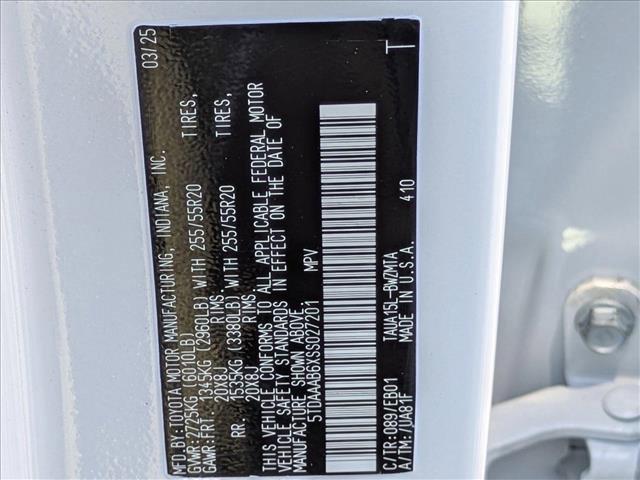 MFD.BY: TOYOTA MOTOR MANUFACTURING, INDIANA, INC. 03/25
GVWR: 2725KG (6010LB)
GAWR: FRT. 1345KG (2960LB) WITH 255/55R20 TIRES,
20X8J RIMS
RR. 1535KG (3380LB) WITH 255/55R20 TIRES,
20X8J RIMS
THIS VEHICLE CONFORMS TO ALL APPLICABLE FEDERAL MOTOR
VEHICLE SAFETY STANDARDS IN EFFECT ON THE DATE OF
MANUFACTURE SHOWN ABOVE.
5TDAAAB6XSS027201 MPV
C/TR: 089/EB01 TAUA15L-BWZMTA
A/TM: /UA81F MADE IN U.S.A. 410